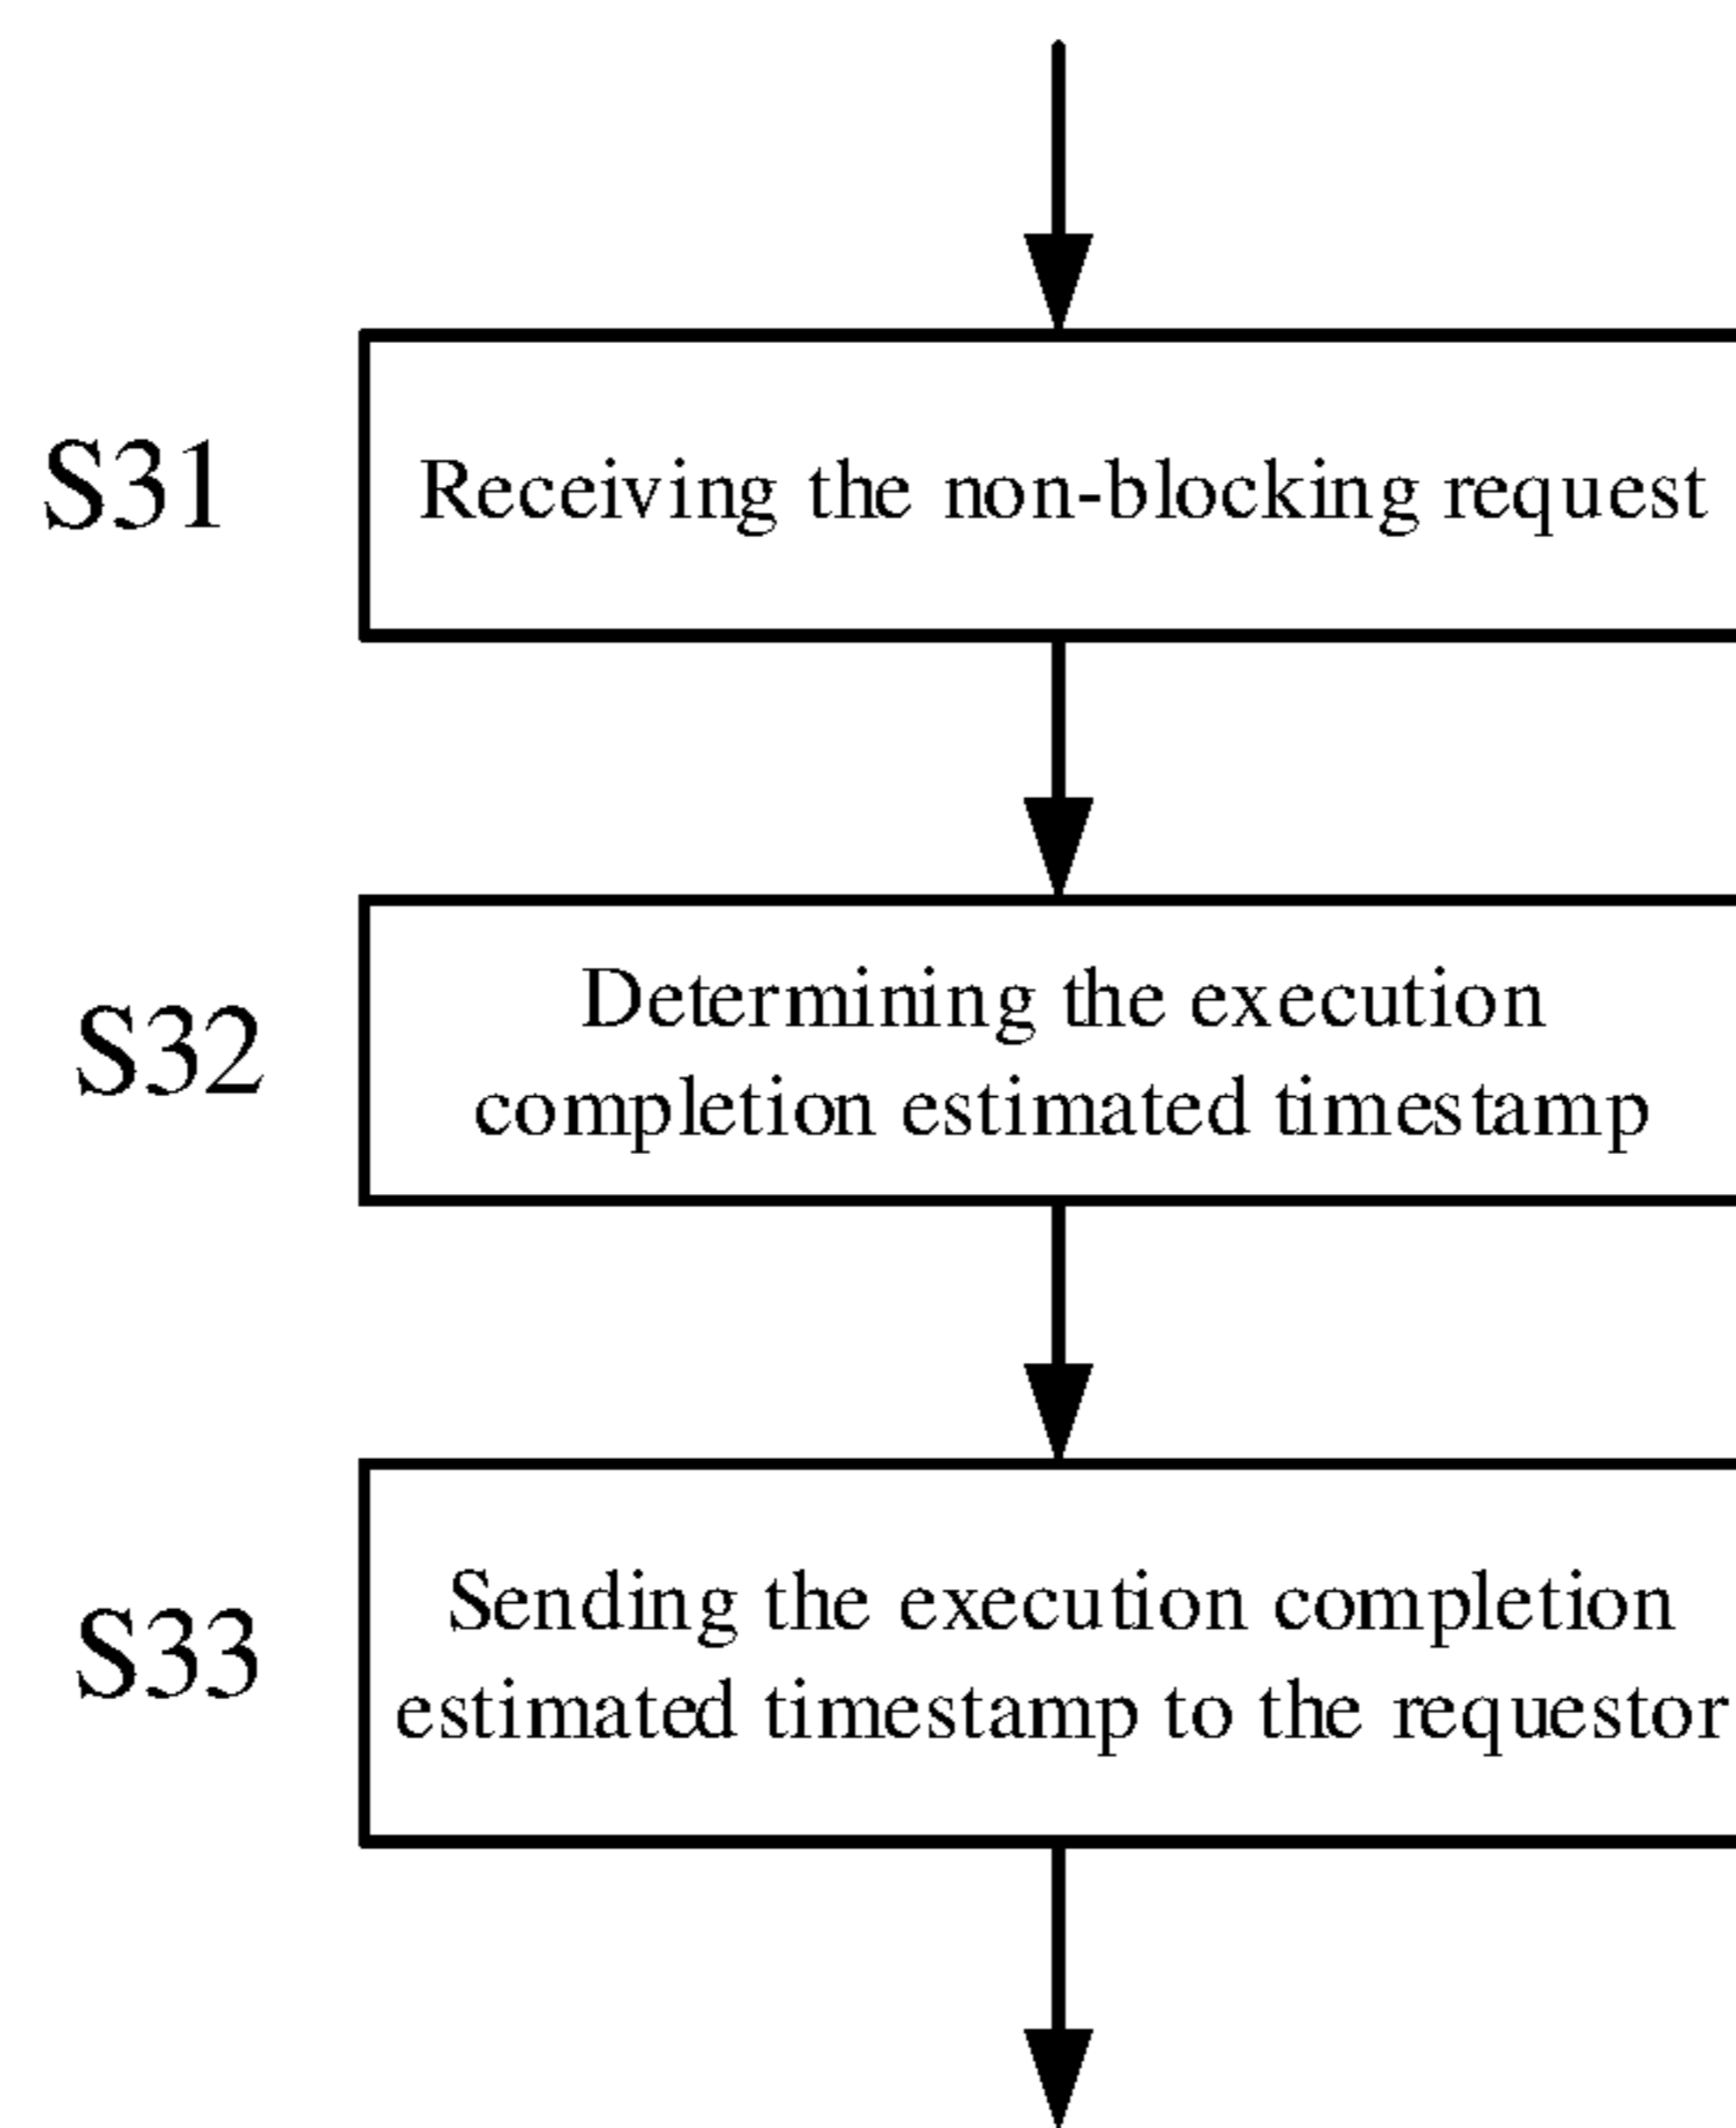 S31
Receiving the non-blocking request
S32
Determining the execution
completion estimated timestamp
S33
Sending the execution completion
estimated timestamp to the requestor